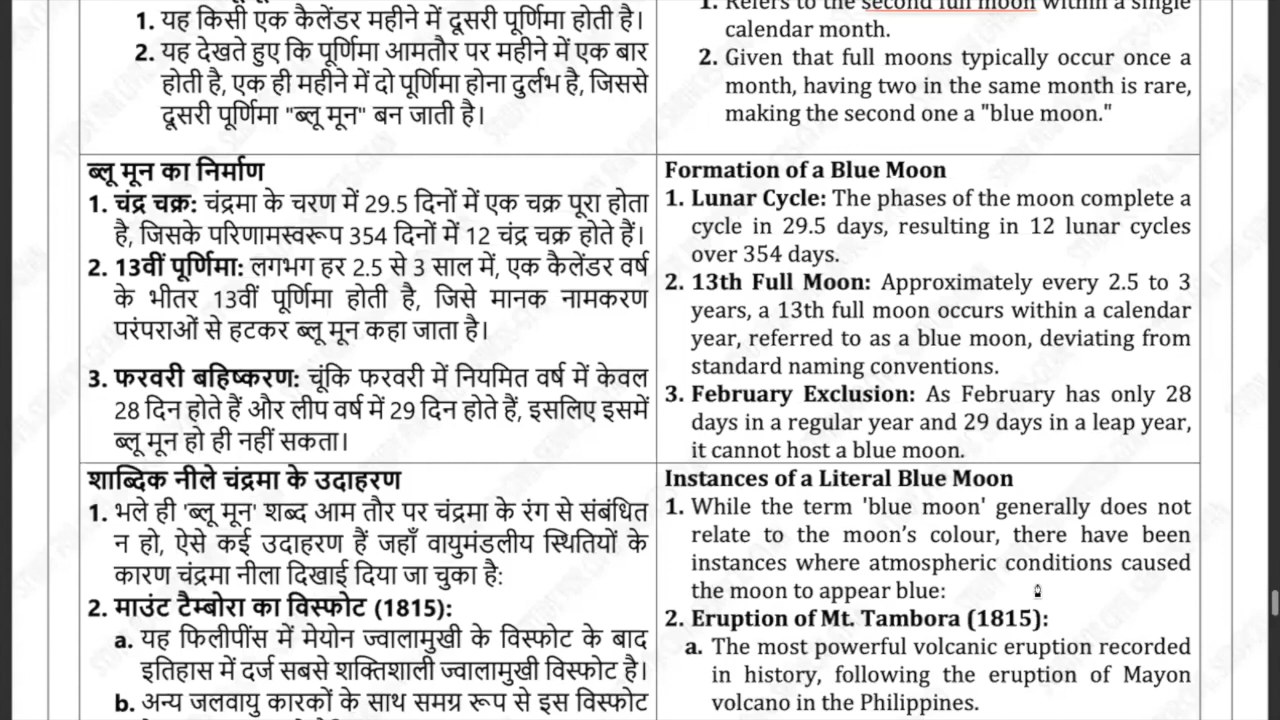 1. यह किसी एक कैलेंडर महीने में दूसरी पूर्णिमा होती है।
2. यह देखते हुए कि पूर्णिमा आमतौर पर महीने में एक बार
होती है, एक ही महीने में दो पूर्णिमा होना दुर्लभ है, जिससे
दूसरी पूर्णिमा "ब्लू मून" बन जाती है।
1. Refers to the second full moon within a single
calendar month.
2. Given that full moons typically occur once a
month, having two in the same month is rare,
making the second one a "blue moon."
ब्लू मून का निर्माण
1. चंद्र चक्र: चंद्रमा के चरण में 29.5 दिनों में एक चक्र पूरा होता
है, जिसके परिणामस्वरूप 354 दिनों में 12 चंद्र चक्र होते हैं।
2. 13वीं पूर्णिमा: लगभग हर 2.5 से 3 साल में, एक कैलेंडर वर्ष
के भीतर 13वीं पूर्णिमा होती है, जिसे मानक नामकरण
परंपराओं से हटकर ब्लू मून कहा जाता है।
3. फरवरी बहिष्करण: चूंकि फरवरी में नियमित वर्ष में केवल
28 दिन होते हैं और लीप वर्ष में 29 दिन होते हैं, इसलिए इसमें
ब्लू मून हो ही नहीं सकता।
Formation of a Blue Moon
1. Lunar Cycle: The phases of the moon complete a
cycle in 29.5 days, resulting in 12 lunar cycles
over 354 days.
2. 13th Full Moon: Approximately every 2.5 to 3
years, a 13th full moon occurs within a calendar
year, referred to as a blue moon, deviating from
standard naming conventions.
3. February Exclusion: As February has only 28
days in a regular year and 29 days in a leap year,
it cannot host a blue moon.
शाब्दिक नीले चंद्रमा के उदाहरण
1. भले ही 'ब्लू मून' शब्द आम तौर पर चंद्रमा के रंग से संबंधित
न हो, ऐसे कई उदाहरण हैं जहाँ वायुमंडलीय स्थितियों के
कारण चंद्रमा नीला दिखाई दिया जा चुका है:
2. माउंट टैम्बोरा का विस्फोट (1815):
a. यह फिलीपींस में मेयोन ज्वालामुखी के विस्फोट के बाद
इतिहास में दर्ज सबसे शक्तिशाली ज्वालामुखी विस्फोट है।
b. अन्य जलवायु कारकों के साथ समग्र रूप से इस विस्फोट
Instances of a Literal Blue Moon
1. While the term 'blue moon' generally does not
relate to the moon's colour, there have been
instances where atmospheric conditions caused
the moon to appear blue:
2. Eruption of Mt. Tambora (1815):
a. The most powerful volcanic eruption recorded
in history, following the eruption of Mayon
volcano in the Philippines.